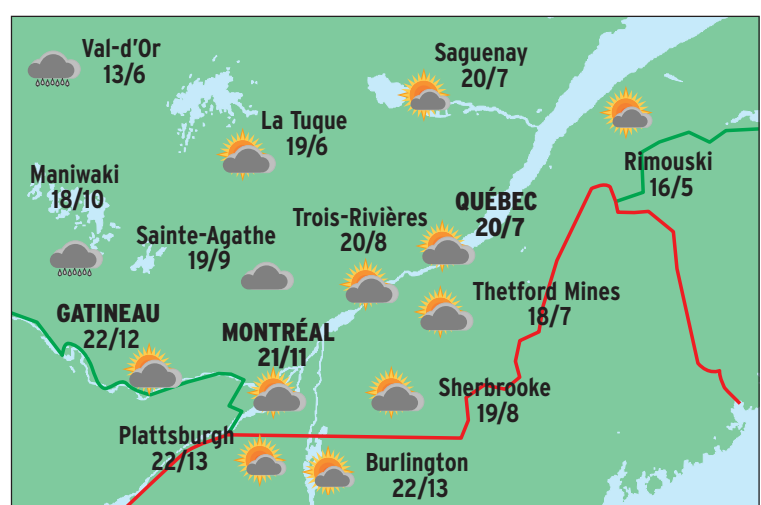 Val-d'Or
13/6
Saguenay
20/7
La Tuque
19/6
Rimouski
16/5
Maniwaki
18/10
QUÉBEC
20/7
Trois-Rivières
20/8
Sainte-Agathe
19/9
Thetford Mines
18/7
GATINEAU
22/12
MONTRÉAL
21/11
Sherbrooke
19/8
Plattsburgh
22/13
Burlington
22/13